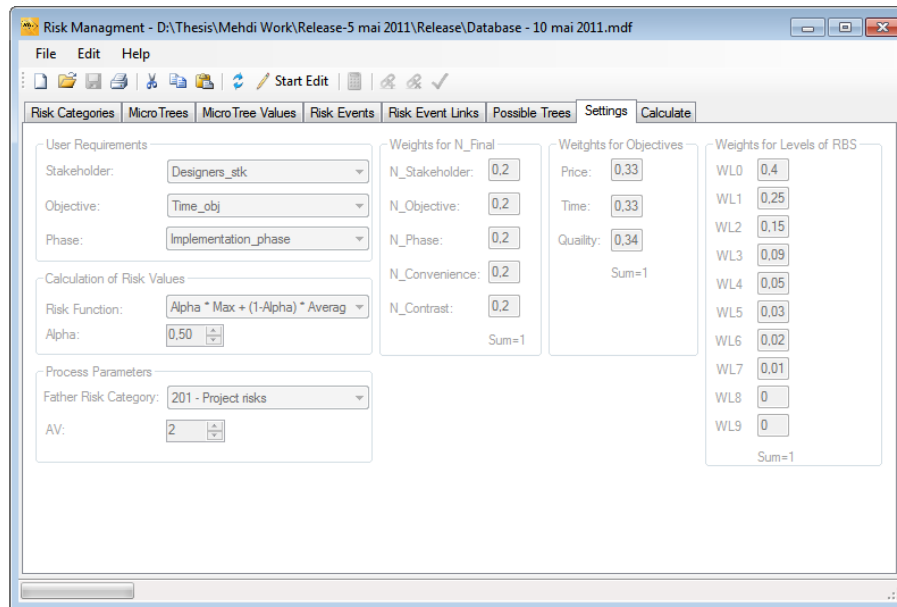 Risk Managment - D:\Thesis\Mehdi Work\Release-5 mai 2011\Release\Database - 10 mai 2011.mdf
File Edit Help
Start Edit
Risk Categories MicroTrees MicroTree Values Risk Events Risk Event Links Possible Trees Settings Calculate
User Requirements
Stakeholder: Designers_stk
Objective: Time_obj
Phase: Implementation_phase
Calculation of Risk Values
Risk Function: Alpha * Max + (1-Alpha) * Averag
Alpha: 0,50
Process Parameters
Father Risk Category: 201 - Project risks
AV: 2
Weights for N_Final
N_Stakeholder: 0,2
N_Objective: 0,2
N_Phase: 0,2
N_Convenience: 0,2
N_Contrast: 0,2
Sum=1
Weitghts for Objectives
Price: 0,33
Time: 0,33
Quaility: 0,34
Sum=1
Weights for Levels of RBS
WL0 0,4
WL1 0,25
WL2 0,15
WL3 0,09
WL4 0,05
WL5 0,03
WL6 0,02
WL7 0,01
WL8 0
WL9 0
Sum=1